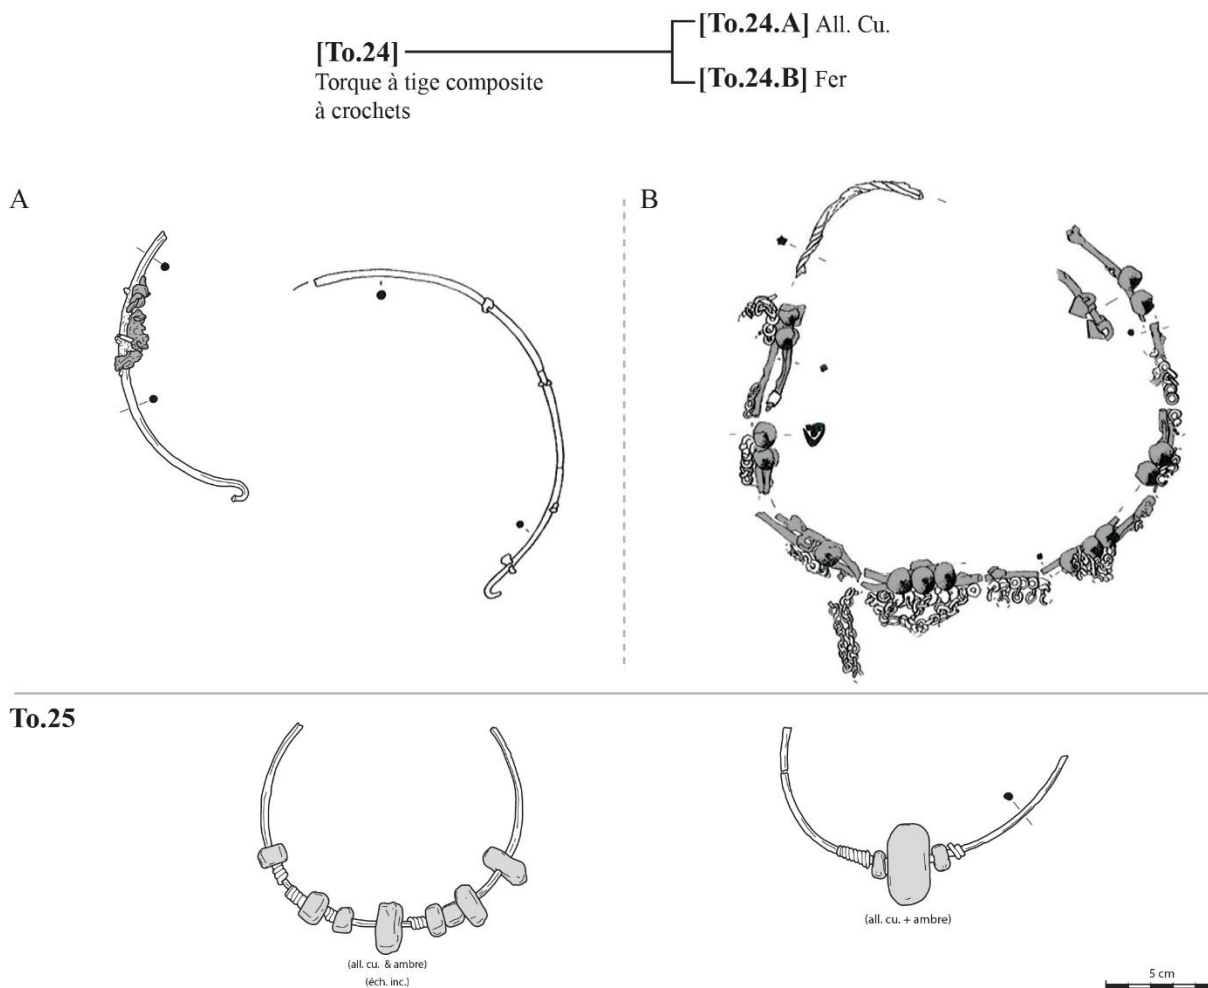 [To.24.A] All. Cu.
[To.24]
Torque à tige composite
à crochets
[To.24.B] Fer
A
B
To.25
(all. cu. & ambre)
(éch. inc.)
(all. cu. + ambre)
5 cm